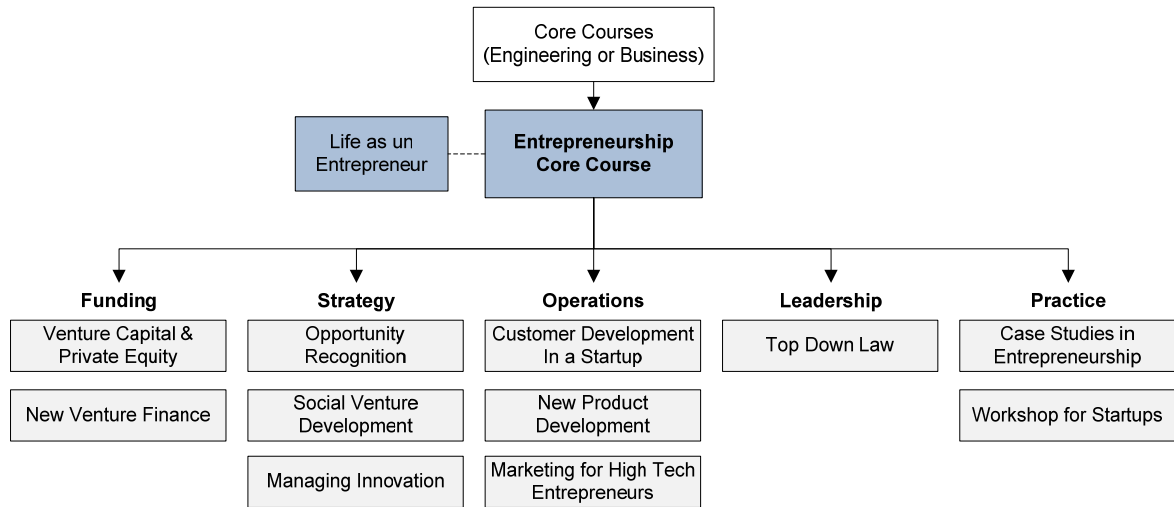 Core Courses
(Engineering or Business)
Life as un
Entrepreneur
Entrepreneurship
Core Course
Funding
Strategy
Operations
Leadership
Practice
Venture Capital &
Private Equity
Opportunity
Recognition
Customer Development
In a Startup
Top Down Law
Case Studies in
Entrepreneurship
New Venture Finance
Social Venture
Development
New Product
Development
Workshop for Startups
Managing Innovation
Marketing for High Tech
Entrepreneurs